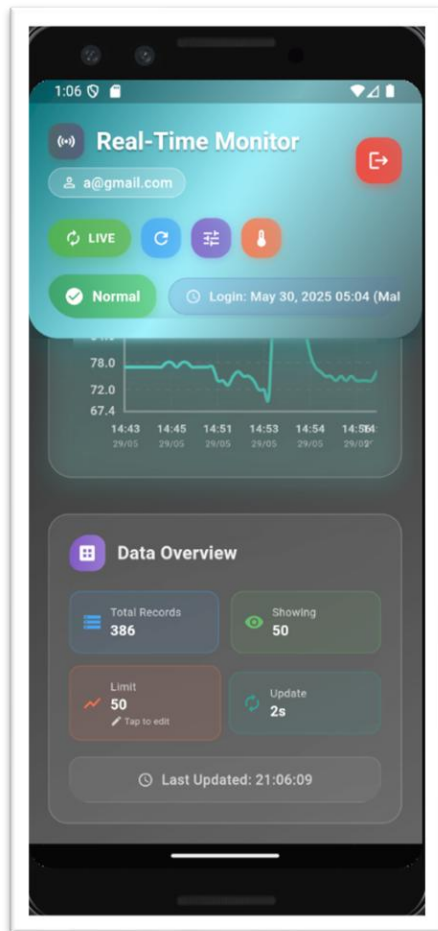 1:06
Real-Time Monitor
a@gmail.com
LIVE
Normal
Login: May 30, 2025 05:04 (Mal
78.0
72.0
67.4
14:43 14:45 14:51 14:53 14:54
29/05 29/05 29/05 29/05 29/05
Data Overview
Total Records
386
Showing
50
Limit
50
Tap to edit
Update
2s
Last Updated: 21:06:09